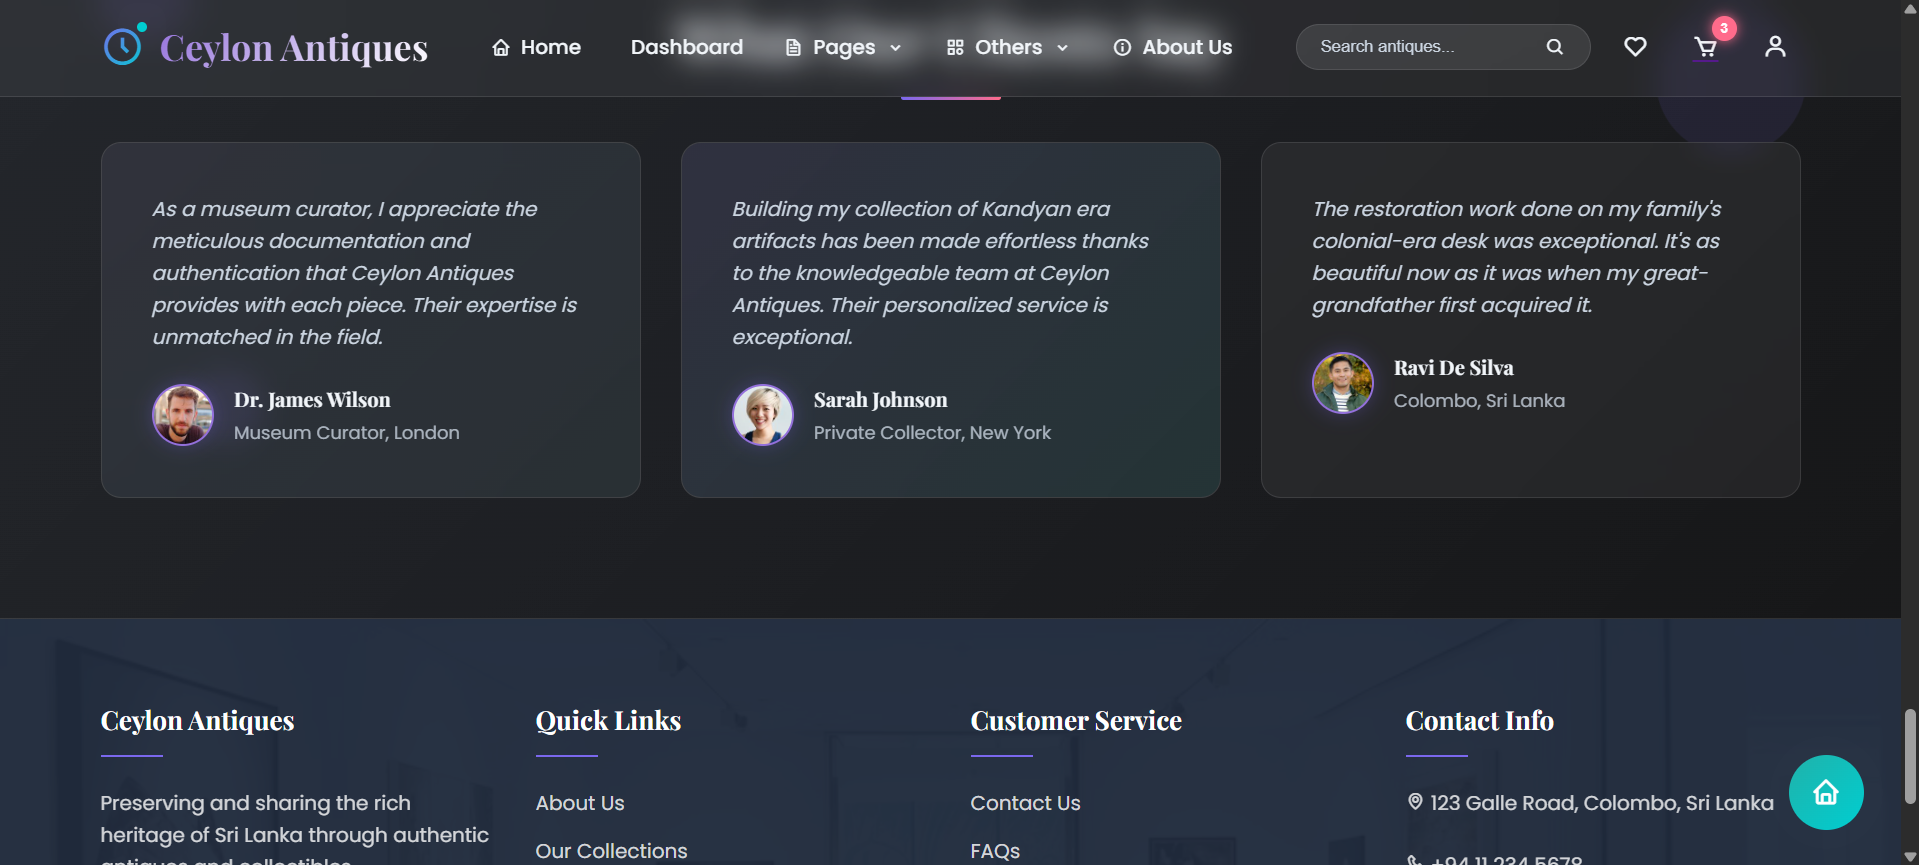 Ceylon Antiques
Home
Dashboard
Pages
Others
About Us
Search antiques...
3
As a museum curator, I appreciate the
meticulous documentation and
authentication that Ceylon Antiques
provides with each piece. Their expertise is
unmatched in the field.
Dr. James Wilson
Museum Curator, London
Building my collection of Kandyan era
artifacts has been made effortless thanks
to the knowledgeable team at Ceylon
Antiques. Their personalized service is
exceptional.
Sarah Johnson
Private Collector, New York
The restoration work done on my family's
colonial-era desk was exceptional. It's as
beautiful now as it was when my great-
grandfather first acquired it.
Ravi De Silva
Colombo, Sri Lanka
Ceylon Antiques
Preserving and sharing the rich
heritage of Sri Lanka through authentic
antiques and collectibles
Quick Links
About Us
Our Collections
Customer Service
Contact Us
FAQs
Contact Info
123 Galle Road, Colombo, Sri Lanka
+94 11 234 5678